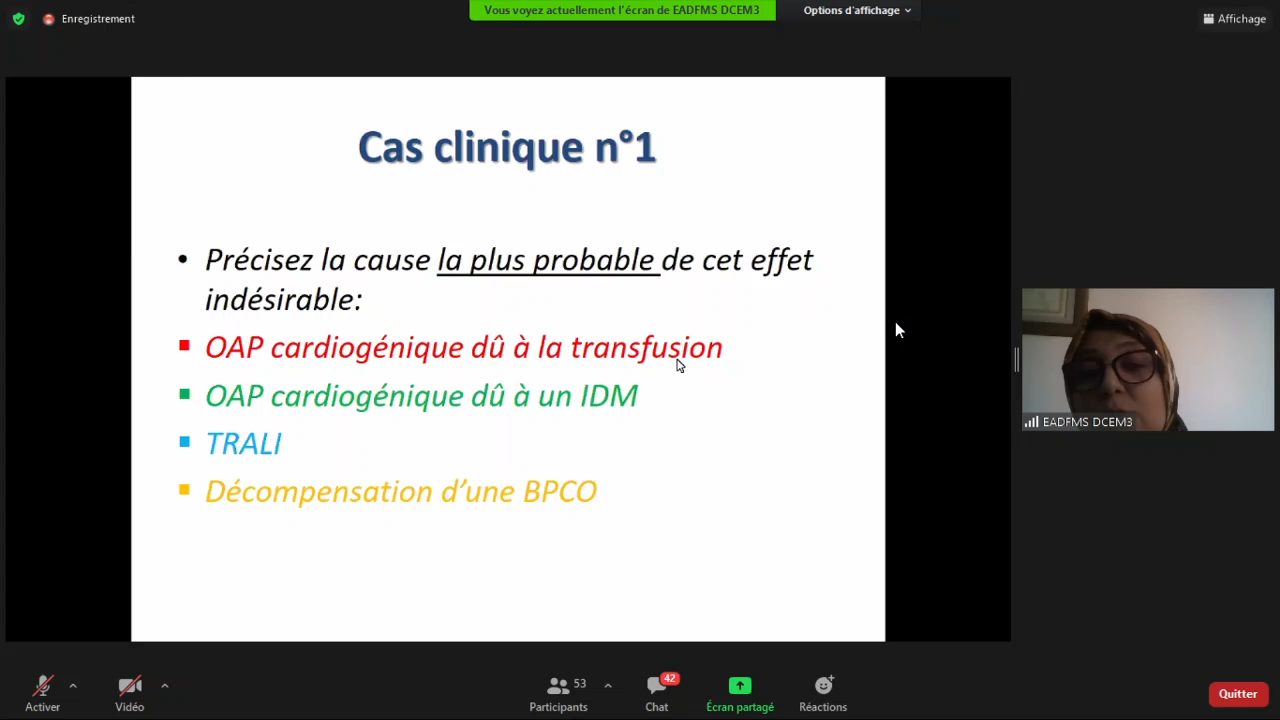 Enregistrement
Vous voyez actuellement l'écran de EADFMS DCEM3
Options d'affichage
Affichage
Cas clinique n°1
• Précisez la cause la plus probable de cet effet
indésirable:
OAP cardiogénique dû à la transfusion
OAP cardiogénique dû à un IDM
TRALI
Décompensation d’une BPCO
EADFMS DCEM3
Activer
Vidéo
53
Participants
42
Chat
Écran partagé
Réactions
Quitter